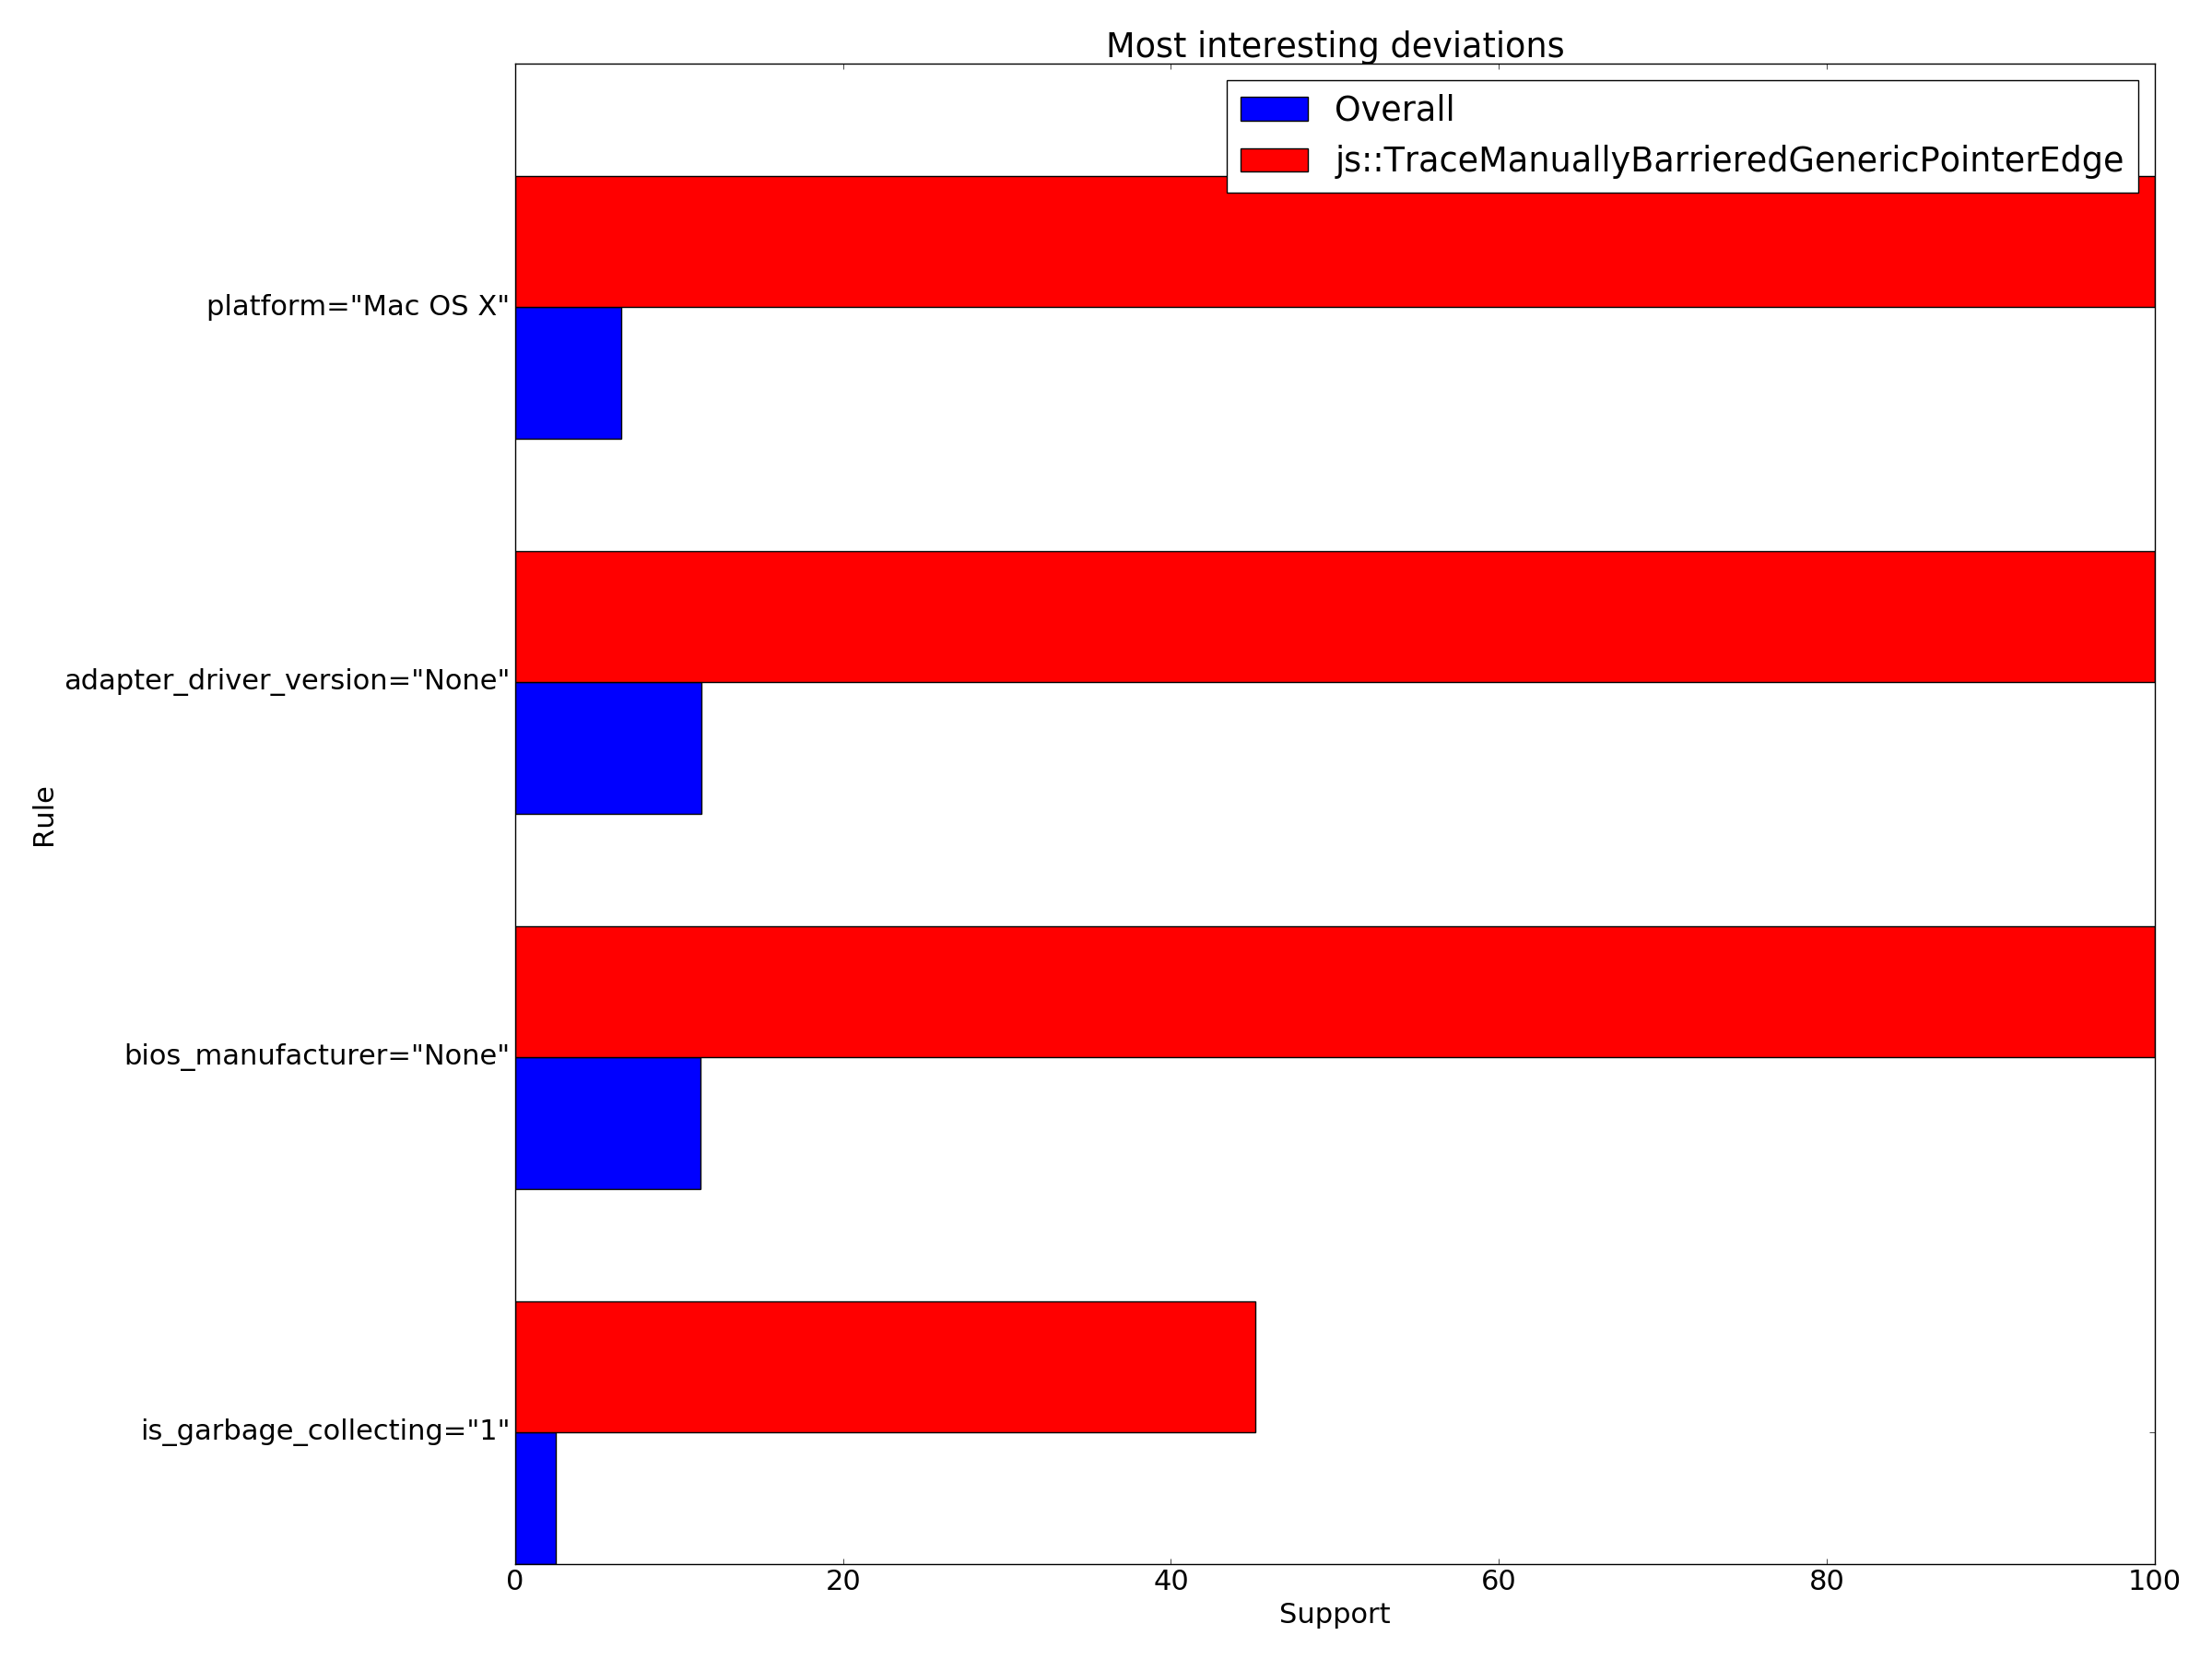 Most interesting deviations
Overall
js::TraceManuallyBarrieredGenericPointerEdge
platform="Mac OS X"
adapter_driver_version="None"
Rule
bios_manufacturer="None"
is_garbage_collecting="1"
0 20 40 60 80 100
Support